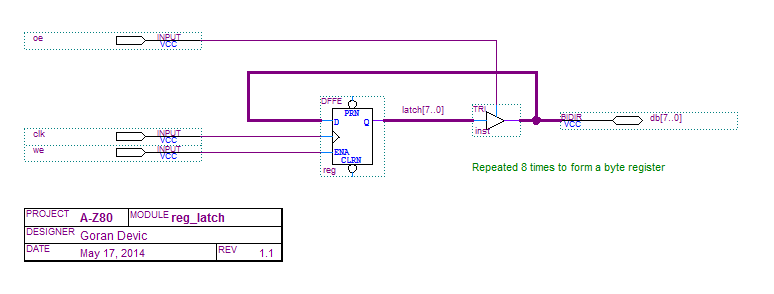 oe
INPUT
VCC
DFFE
PRN
D
Q
ENA
CLRN
reg
latch[7..0]
TRI
inst
BIDIR
VCC
db[7..0]
clk
INPUT
VCC
we
INPUT
VCC
Repeated 8 times to form a byte register
PROJECT A-Z80 MODULE reg_latch
DESIGNER Goran Devic
DATE May 17, 2014 REV 1.1